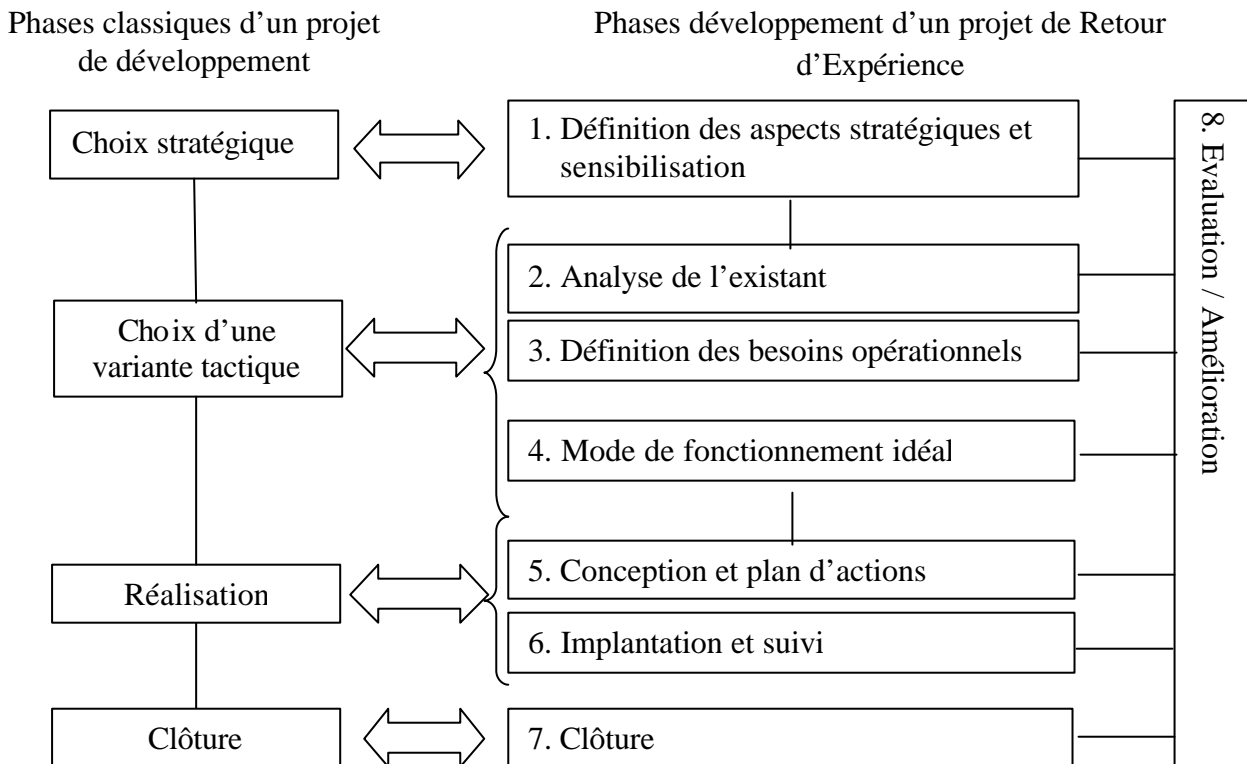 Phases classiques d’un projet
de développement
Phases développement d’un projet de Retour
d’Expérience
Choix stratégique
1. Définition des aspects stratégiques et
sensibilisation
2. Analyse de l’existant
Choix d’une
variante tactique
3. Définition des besoins opérationnels
4. Mode de fonctionnement idéal
Réalisation
5. Conception et plan d’actions
6. Implantation et suivi
Clôture
7. Clôture
8. Evaluation / Amélioration